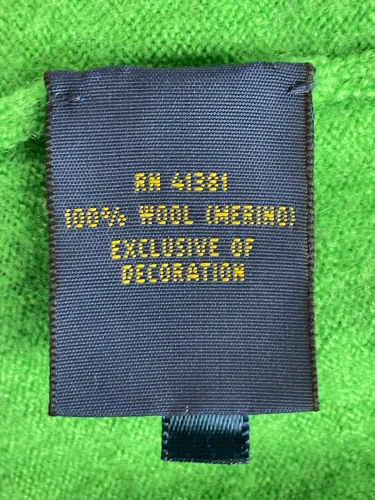 RN 41381
100% WOOL (MERINO)
EXCLUSIVE OF
DECORATION